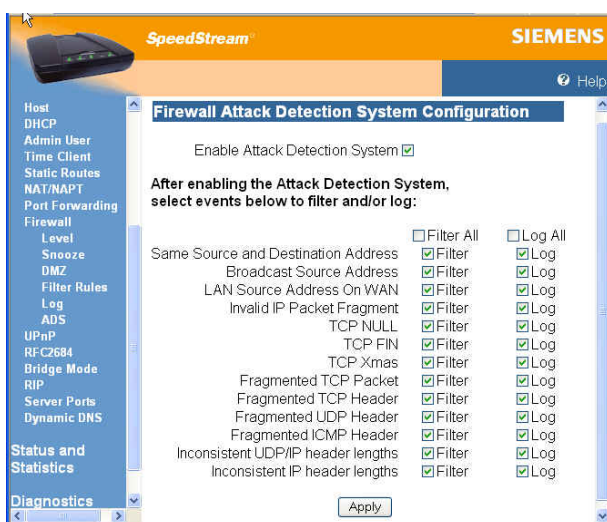 SpeedStream®
SIEMENS
Help
Host
DHCP
Admin User
Time Client
Static Routes
NAT/NAPT
Port Forwarding
Firewall
Level
Snooze
DMZ
Filter Rules
Log
ADS
UPnP
RFC2684
Bridge Mode
RIP
Server Ports
Dynamic DNS
Status and
Statistics
Diagnostics
Firewall Attack Detection System Configuration
Enable Attack Detection System
After enabling the Attack Detection System,
select events below to filter and/or log:
Filter All Log All
Same Source and Destination Address Filter Log
Broadcast Source Address Filter Log
LAN Source Address On WAN Filter Log
Invalid IP Packet Fragment Filter Log
TCP NULL Filter Log
TCP FIN Filter Log
TCP Xmas Filter Log
Fragmented TCP Packet Filter Log
Fragmented TCP Header Filter Log
Fragmented UDP Header Filter Log
Fragmented ICMP Header Filter Log
Inconsistent UDP/IP header lengths Filter Log
Inconsistent IP header lengths Filter Log
Apply